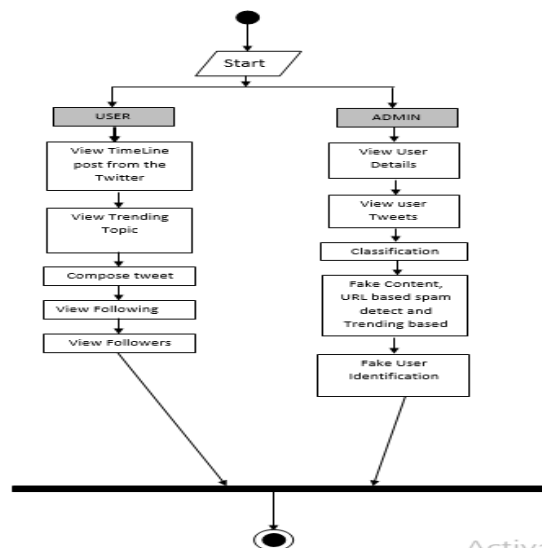 Start
USER
View TimeLine
post from the
Twitter
View Trending
Topic
Compose tweet
View Following
View Followers
ADMIN
View User
Details
View user
Tweets
Classification
Fake Content,
URL based spam
detect and
Trending based
Fake User
Identification